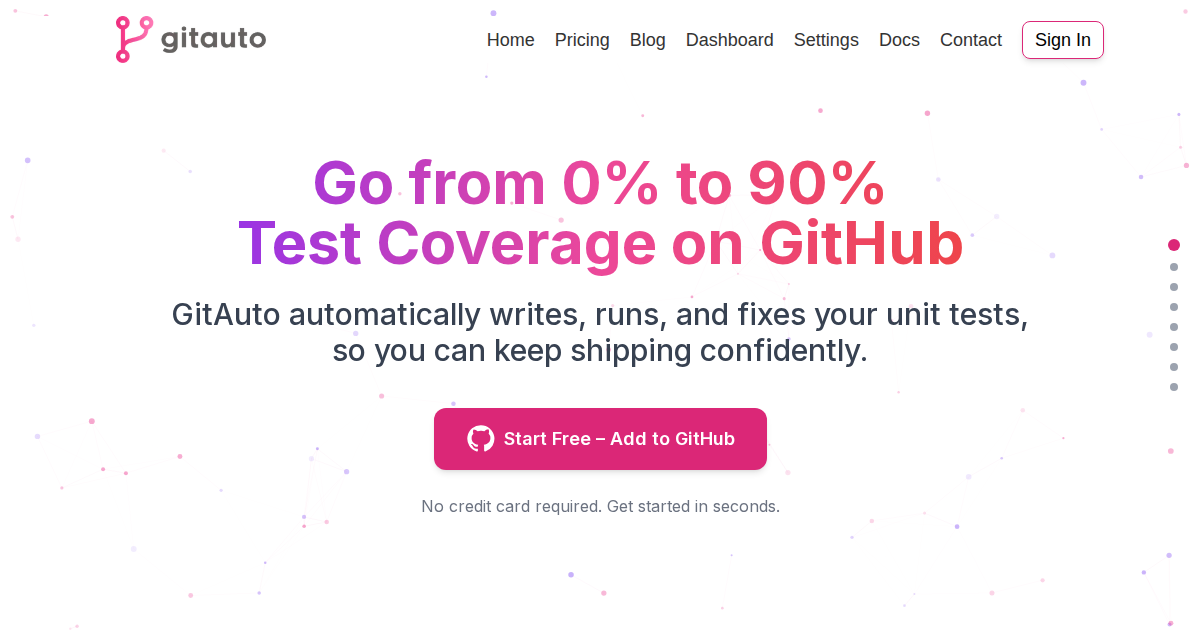 gitauto
Home Pricing Blog Dashboard Settings Docs Contact Sign In
Go from 0% to 90%
Test Coverage on GitHub
GitAuto automatically writes, runs, and fixes your unit tests,
so you can keep shipping confidently.
Start Free – Add to GitHub
No credit card required. Get started in seconds.